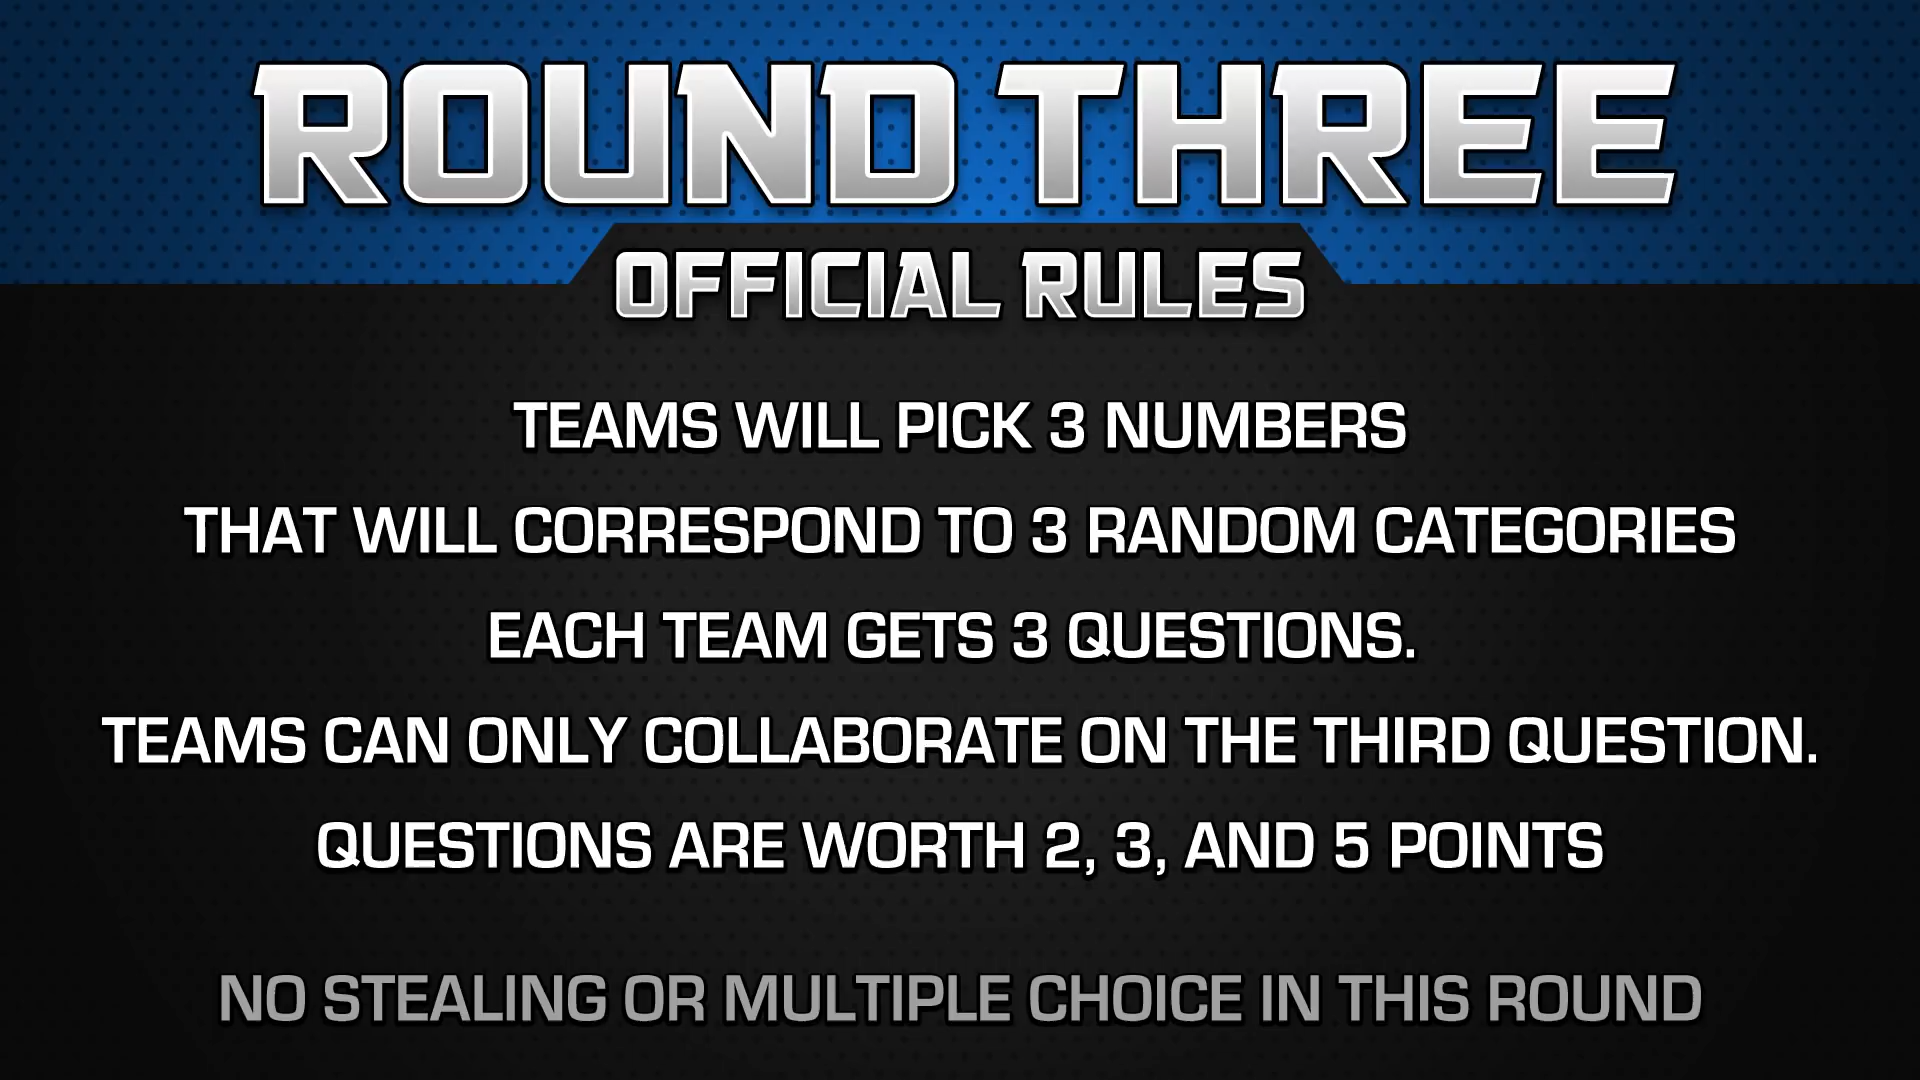 ROUND THREE
OFFICIAL RULES
TEAMS WILL PICK 3 NUMBERS
THAT WILL CORRESPOND TO 3 RANDOM CATEGORIES
EACH TEAM GETS 3 QUESTIONS.
TEAMS CAN ONLY COLLABORATE ON THE THIRD QUESTION.
QUESTIONS ARE WORTH 2, 3, AND 5 POINTS
NO STEALING OR MULTIPLE CHOICE IN THIS ROUND